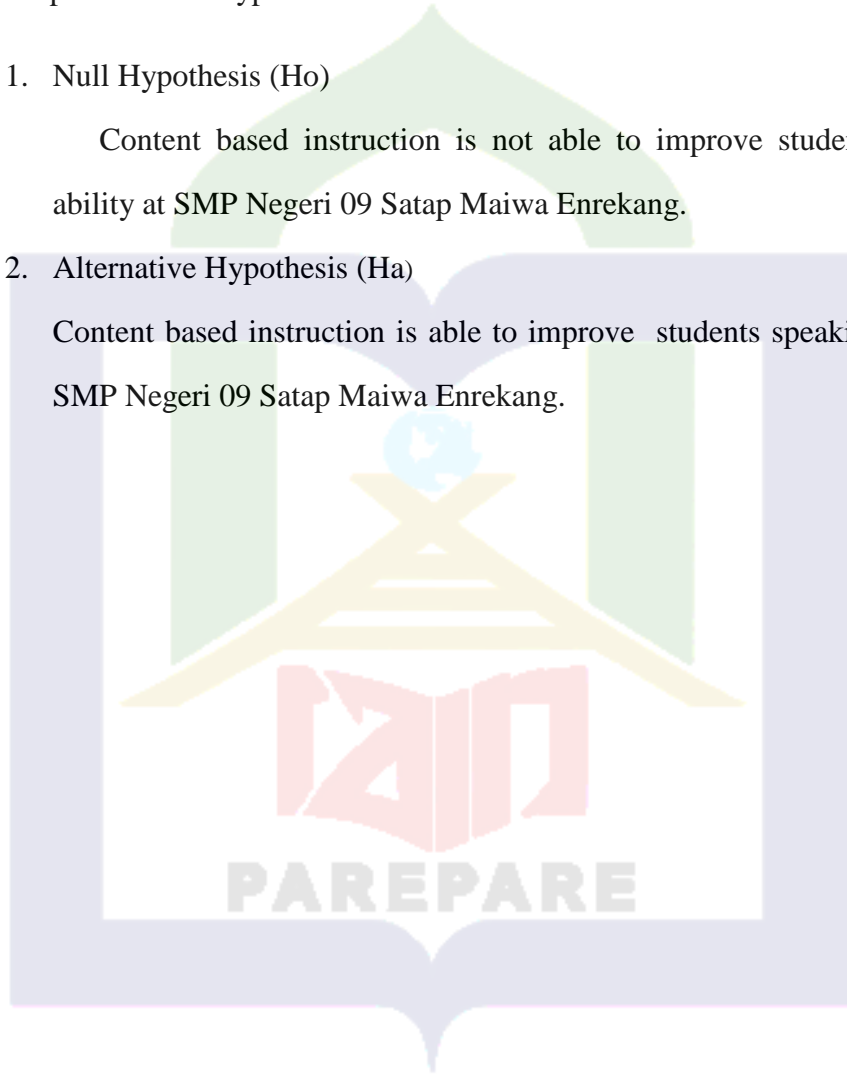 1. Null Hypothesis (Ho)
Content based instruction is not able to improve
ability at SMP Negeri 09 Satap Maiwa Enrekang.
2. Alternative Hypothesis (Ha)
Content based instruction is able to improve students
SMP Negeri 09 Satap Maiwa Enrekang.
iain
PAREPARE